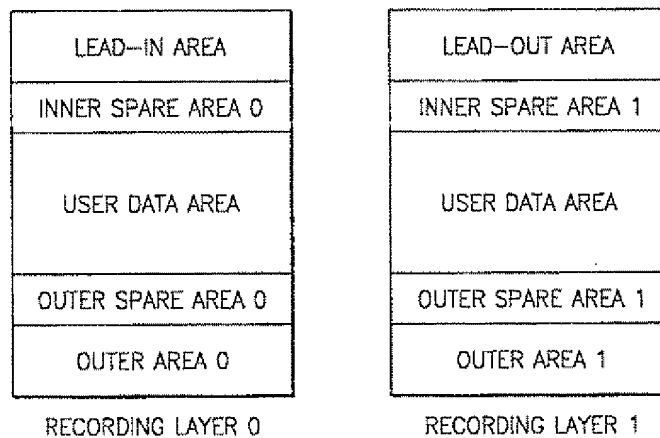 LEAD-IN AREA
INNER SPARE AREA 0
USER DATA AREA
OUTER SPARE AREA 0
OUTER AREA 0
RECORDING LAYER 0
LEAD-OUT AREA
INNER SPARE AREA 1
USER DATA AREA
OUTER SPARE AREA 1
OUTER AREA 1
RECORDING LAYER 1